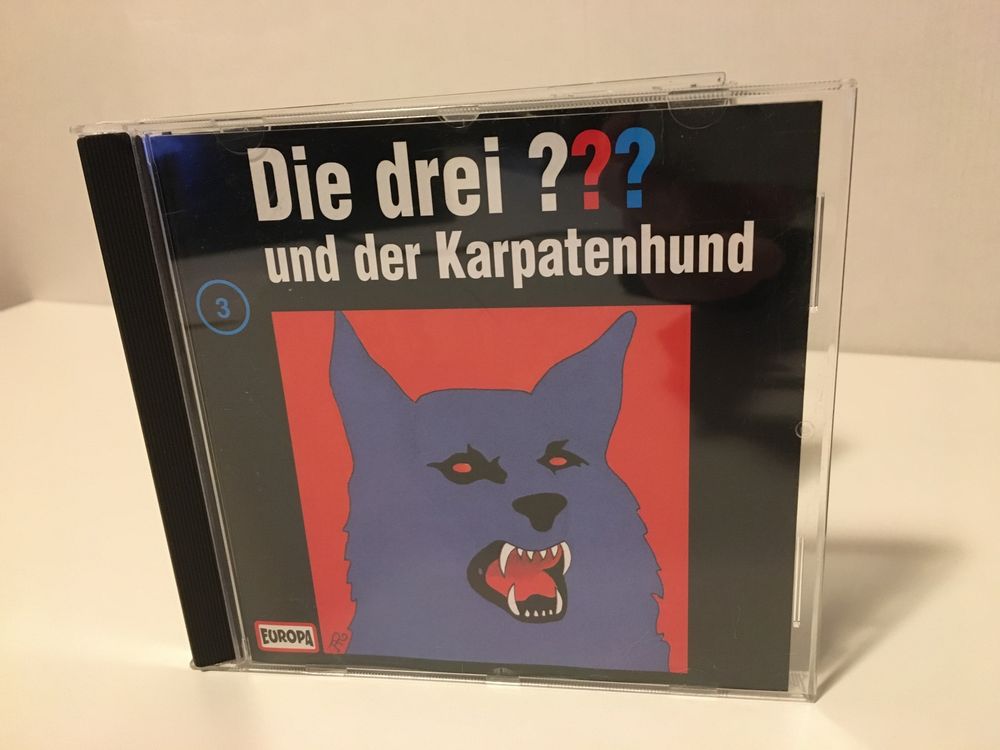 Die drei ???
und der Karpatenhund
3
EUROPA